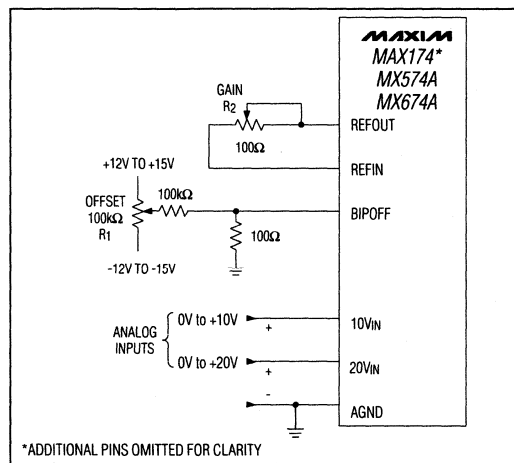 MAXIM
MAX174*
MX574A
MX674A
GAIN
R2
100Ω
REFOUT
REFIN
+12V TO +15V
OFFSET
100kΩ
R1
100kΩ
BIPOFF
100Ω
-12V TO -15V
ANALOG
INPUTS
0V to +10V
+
10VIN
0V to +20V
+
20VIN
-
AGND
*ADDITIONAL PINS OMITTED FOR CLARITY